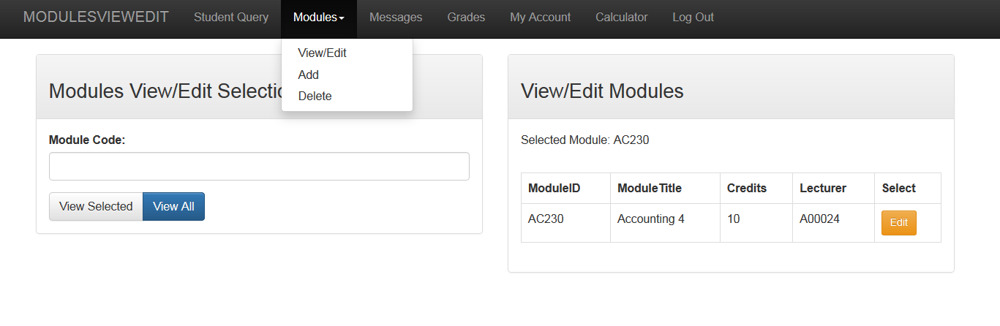 MODULESVIEWEDIT Student Query Modules Messages Grades My Account Calculator Log Out
View/Edit
Add
Delete
Modules View/Edit Selectio
Module Code:
View Selected View All
View/Edit Modules
Selected Module: AC230
ModuleID ModuleTitle Credits Lecturer Select
AC230 Accounting 4 10 A00024 Edit